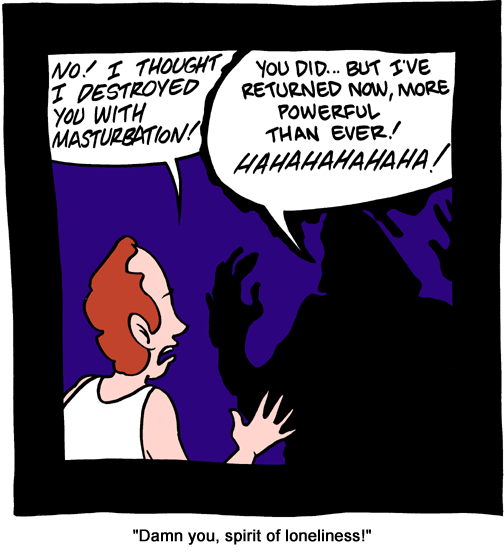 NO! I THOUGHT
I DESTROYED
YOU WITH
MASTURBATION!
YOU DID... BUT I'VE
RETURNED NOW, MORE
POWERFUL
THAN EVER!
HAHAHAHAHAHA!
"Damn you, spirit of loneliness!"